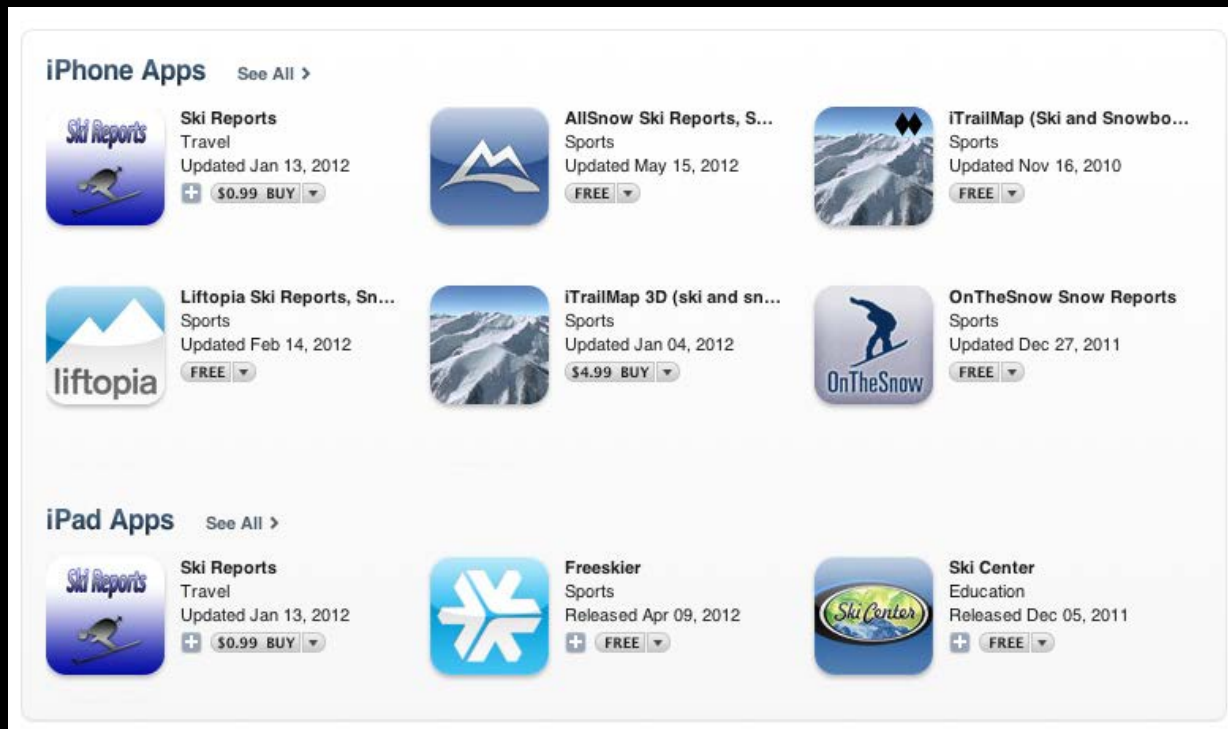 iPhone Apps See All >
Ski Reports
Ski Reports
Travel
Updated Jan 13, 2012
$0.99 BUY
AllSnow Ski Reports, S...
Sports
Updated May 15, 2012
FREE
iTrailMap (Ski and Snowbo...
Sports
Updated Nov 16, 2010
FREE
liftopia
Liftopia Ski Reports, Sn...
Sports
Updated Feb 14, 2012
FREE
iTrailMap 3D (ski and sn...
Sports
Updated Jan 04, 2012
$4.99 BUY
OnTheSnow
OnTheSnow Snow Reports
Sports
Updated Dec 27, 2011
FREE
iPad Apps See All >
Ski Reports
Ski Reports
Travel
Updated Jan 13, 2012
$0.99 BUY
Freeskier
Sports
Released Apr 09, 2012
FREE
Ski Center
Ski Center
Education
Released Dec 05, 2011
FREE